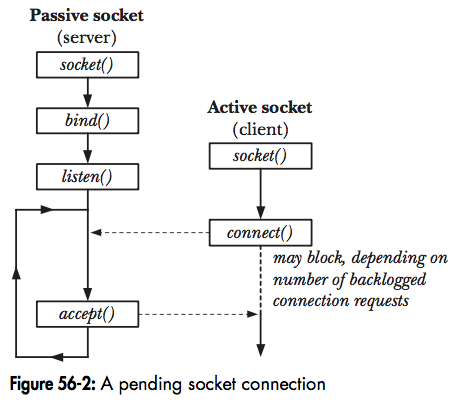 Passive socket
(server)
socket()
bind()
listen()
accept()
Active socket
(client)
socket()
connect()
may block, depending on
number of backlogged
connection requests
Figure 56-2: A pending socket connection